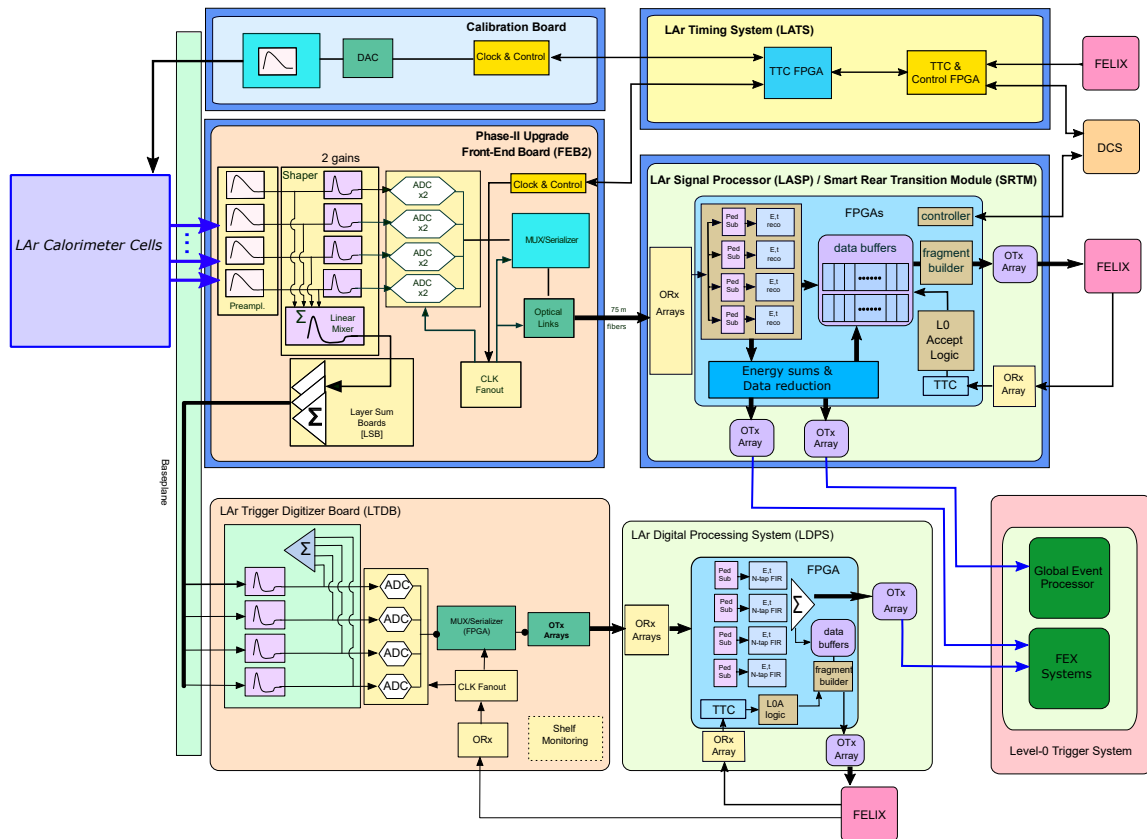 Calibration Board
DAC
Clock & Control
LAr Timing System (LATS)
TTC FPGA
TTC &
Control FPGA
FELIX
DCS
Phase-II Upgrade
Front-End Board (FEB2)
2 gains
Shaper
Preampl.
ADC
x2
ADC
x2
ADC
x2
ADC
x2
Clock & Control
MUX/Serializer
Optical
Links
CLK
Fanout
Σ
Linear
Mixer
Σ
Layer Sum
Boards
[LSB]
LAr Calorimeter Cells
Baseplane
75 m
fibers
LAr Signal Processor (LASP) / Smart Rear Transition Module (SRTM)
FPGAs
ORx
Arrays
Ped
Sub
E,t
reco
Ped
Sub
E,t
reco
Ped
Sub
E,t
reco
Ped
Sub
E,t
reco
data buffers
controller
fragment
builder
OTx
Array
FELIX
L0
Accept
Logic
TTC
ORx
Array
Energy sums &
Data reduction
OTx
Array
OTx
Array
LAr Trigger Digitizer Board (LTDB)
Σ
ADC
ADC
ADC
ADC
MUX/Serializer
(FPGA)
OTx
Arrays
CLK Fanout
ORx
Shelf
Monitoring
LAr Digital Processing System (LDPS)
FPGA
ORx
Arrays
Ped
Sub
E,t
N-tap FIR
Ped
Sub
E,t
N-tap FIR
Ped
Sub
E,t
N-tap FIR
Ped
Sub
E,t
N-tap FIR
Σ
data
buffers
fragment
builder
L0A
logic
TTC
ORx
Array
OTx
Array
OTx
Array
FELIX
Global Event
Processor
FEX
Systems
Level-0 Trigger System